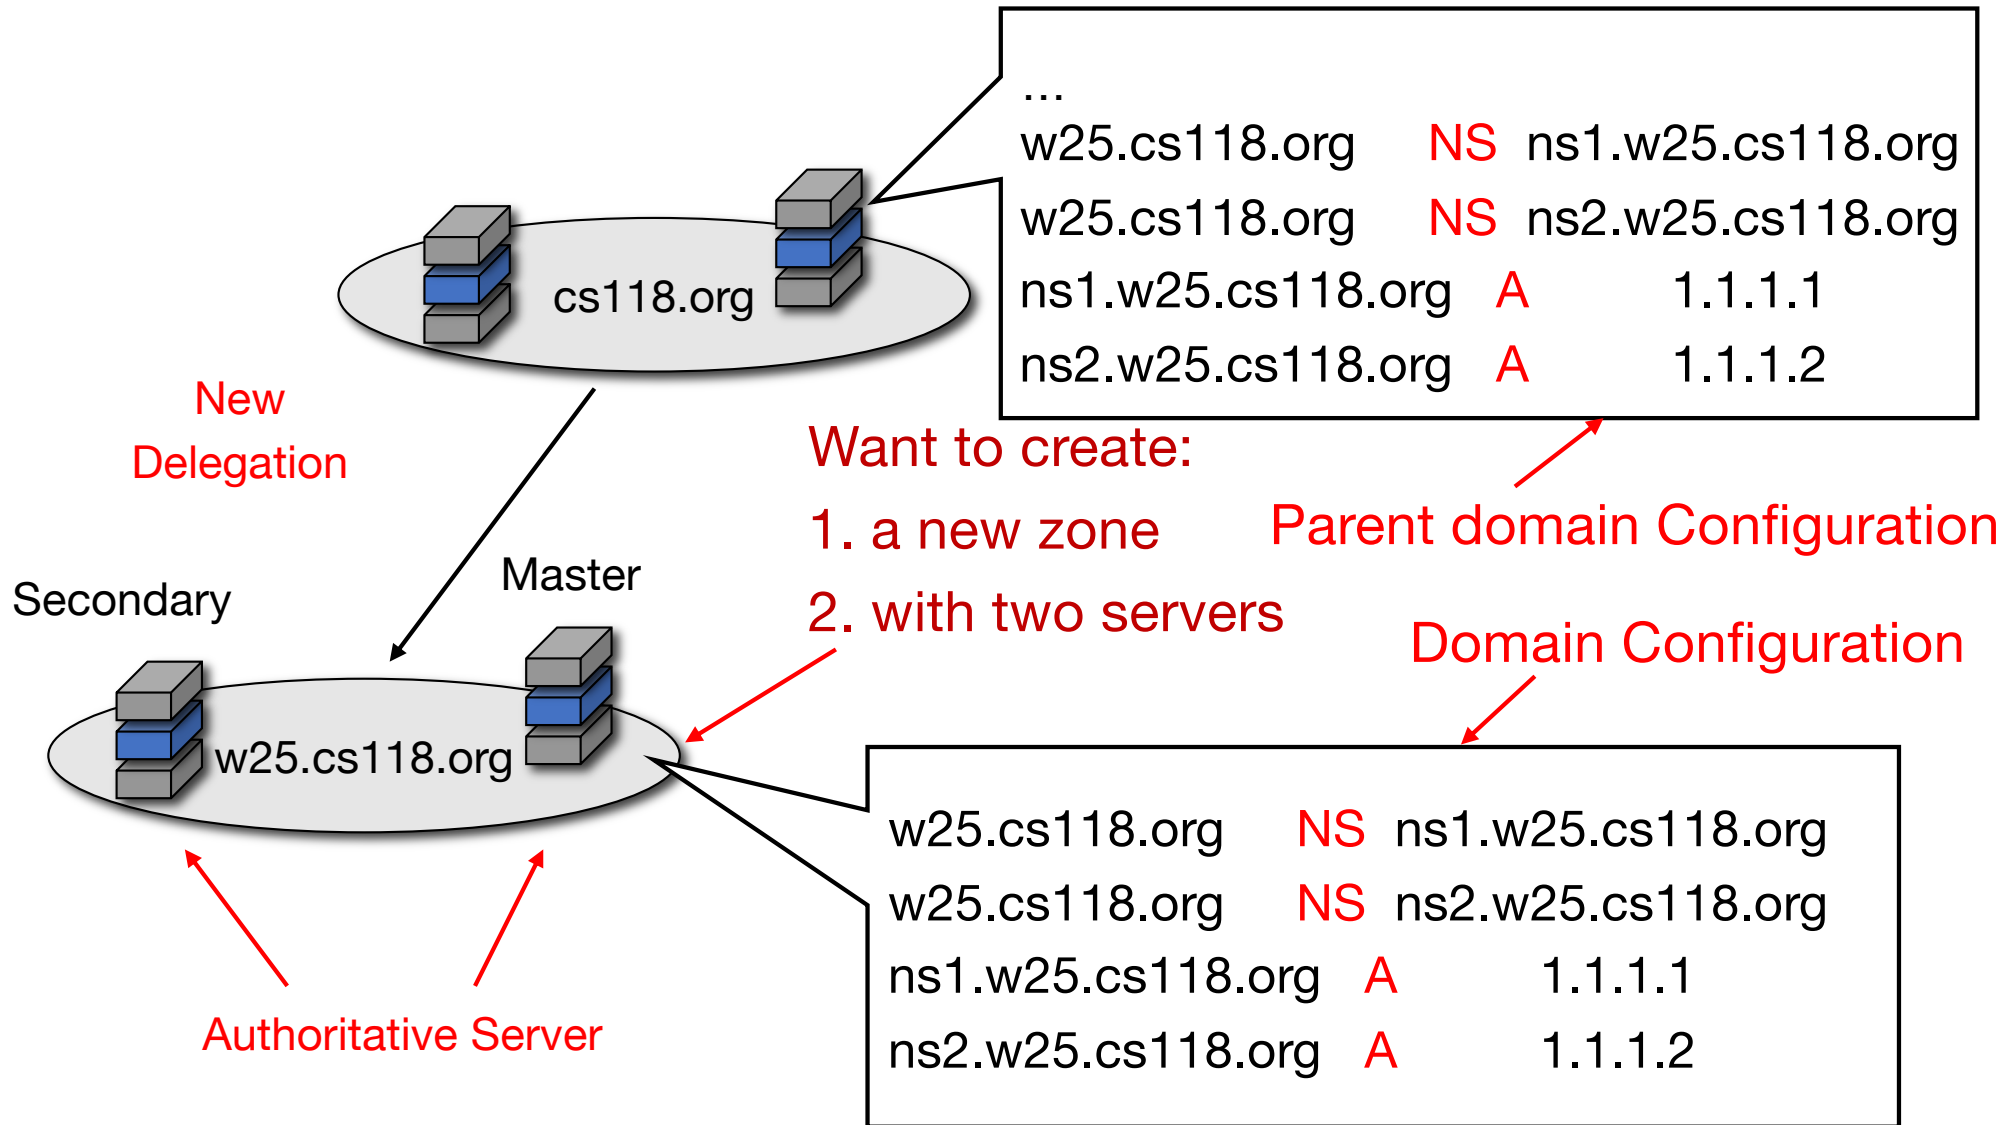 ...
w25.cs118.org NS ns1.w25.cs118.org
w25.cs118.org NS ns2.w25.cs118.org
ns1.w25.cs118.org A 1.1.1.1
ns2.w25.cs118.org A 1.1.1.2
cs118.org
New
Delegation
Want to create:
1. a new zone
2. with two servers
Parent domain Configuration
Secondary
Master
Domain Configuration
w25.cs118.org
w25.cs118.org NS ns1.w25.cs118.org
w25.cs118.org NS ns2.w25.cs118.org
ns1.w25.cs118.org A 1.1.1.1
ns2.w25.cs118.org A 1.1.1.2
Authoritative Server